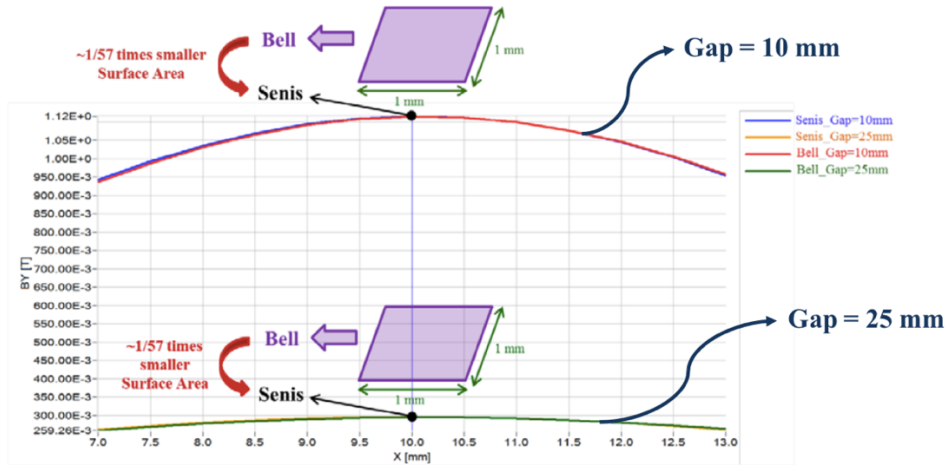 ~1/57 times smaller
Surface Area
Bell
Senis
1 mm
1 mm
Gap = 10 mm
1.12E+0
1.05E+0
1.00E+0
950.00E-3
900.00E-3
850.00E-3
800.00E-3
750.00E-3
700.00E-3
650.00E-3
600.00E-3
550.00E-3
500.00E-3
450.00E-3
400.00E-3
350.00E-3
300.00E-3
259.26E-3
BY [T]
Senis_Gap=10mm
Senis_Gap=25mm
Bell_Gap=10mm
Bell_Gap=25mm
~1/57 times
smaller
Surface Area
Bell
Senis
1 mm
1 mm
Gap = 25 mm
7.0 7.5 8.0 8.5 9.0 9.5 10.0 10.5 11.0 11.5 12.0 12.5 13.0
X [mm]